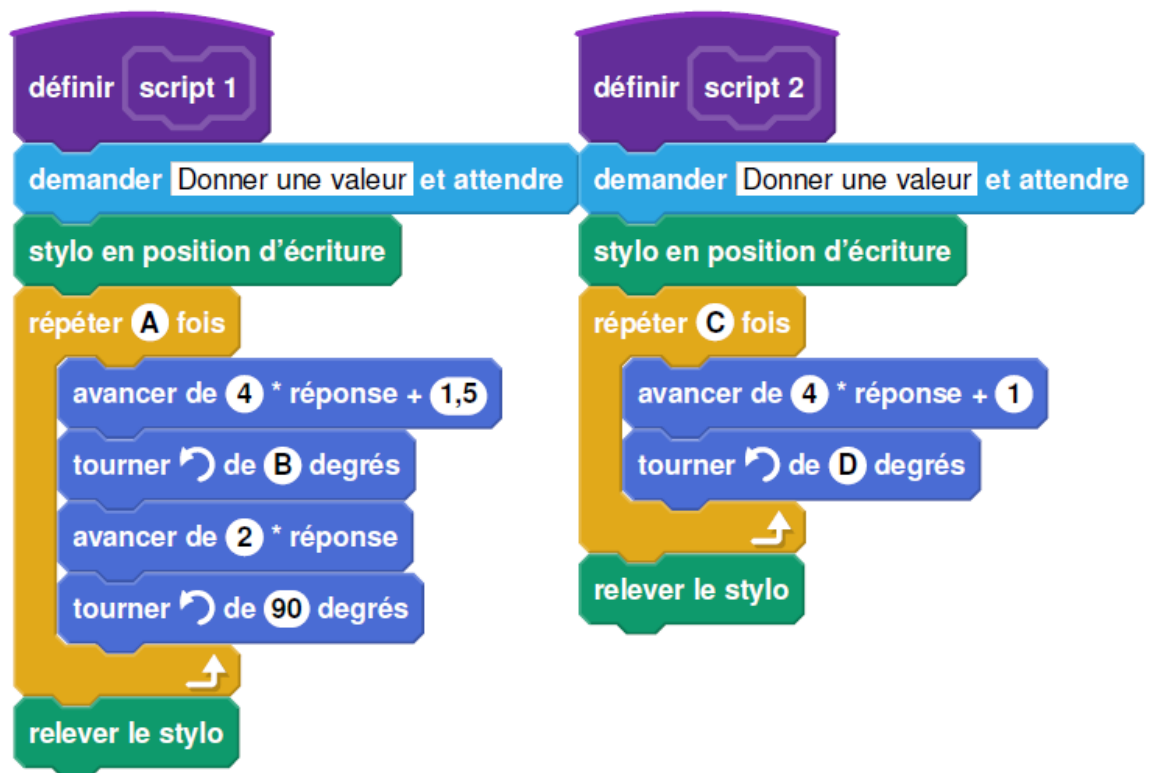 définir script 1
demander Donner une valeur et attendre
stylo en position d’écriture
répéter A fois
avancer de 4 * réponse + 1,5
tourner de B degrés
avancer de 2 * réponse
tourner de 90 degrés
relever le stylo
définir script 2
demander Donner une valeur et attendre
stylo en position d’écriture
répéter C fois
avancer de 4 * réponse + 1
tourner de D degrés
relever le stylo